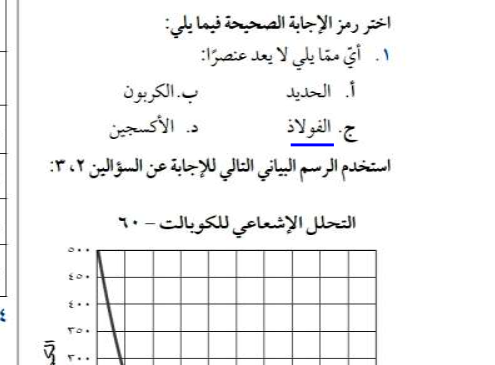 اختر رمز الإجابة الصحيحة فيما يلي:
١. أيّ ممّا يلي لا يعد عنصرًا:
أ. الحديد ب. الكربون
ج. الفولاذ د. الأكسجين
استخدم الرسم البياني التالي للإجابة عن السؤالين ٢، ٣:
التحلل الإشعاعي للكوبالت – ٦٠
٥٠٠
٤٥٠
٤٠٠
٣٥٠
٣٠٠